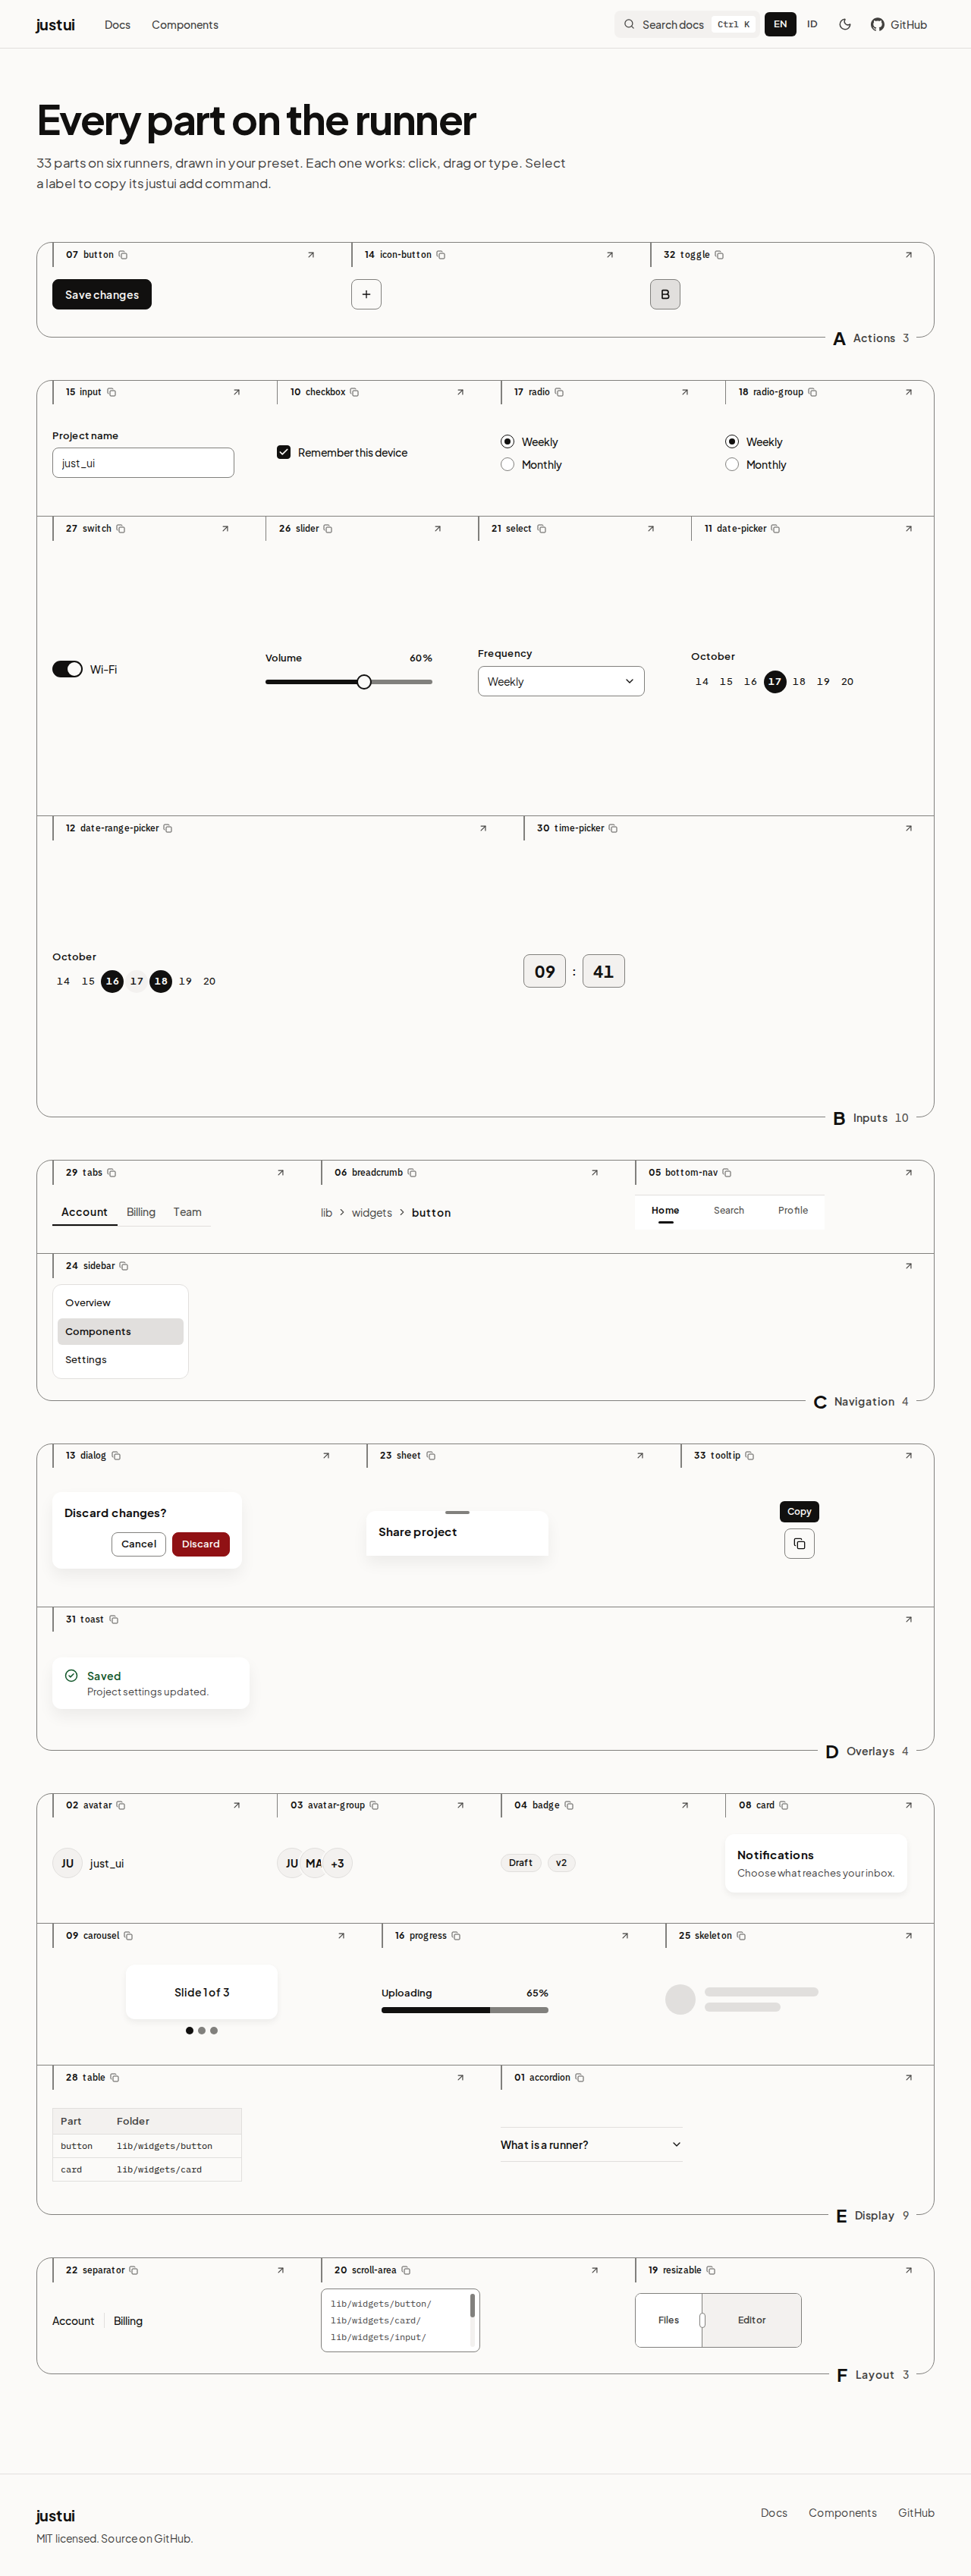 justui Docs Components Search docs Ctrl K EN ID GitHub
Every part on the runner
33 parts on six runners, drawn in your preset. Each one works: click, drag or type. Select
a label to copy its justui add command.
07 button 14 icon-button 32 toggle
Save changes + B
A Actions 3
15 input 10 checkbox 17 radio 18 radio-group
Project name
just_ui
Remember this device
Weekly
Monthly
Weekly
Monthly
27 switch 26 slider 21 select 11 date-picker
Wi-Fi
Volume 60%
Frequency
Weekly
October
14 15 16 17 18 19 20
12 date-range-picker 30 time-picker
October
14 15 16 17 18 19 20
09 : 41
B Inputs 10
29 tabs 06 breadcrumb 05 bottom-nav
Account Billing Team
lib > widgets > button
Home Search Profile
24 sidebar
Overview
Components
Settings
C Navigation 4
13 dialog 23 sheet 33 tooltip
Discard changes?
Cancel Discard
Share project
Copy
31 toast
Saved
Project settings updated.
D Overlays 4
02 avatar 03 avatar-group 04 badge 08 card
JU just_ui
JU MA +3
Draft v2
Notifications
Choose what reaches your inbox.
09 carousel 16 progress 25 skeleton
Slide 1 of 3
Uploading 65%
28 table 01 accordion
Part Folder
button lib/widgets/button
card lib/widgets/card
What is a runner?
E Display 9
22 separator 20 scroll-area 19 resizable
Account Billing
lib/widgets/button/
lib/widgets/card/
lib/widgets/input/
Files Editor
F Layout 3
justui Docs Components GitHub
MIT licensed. Source on GitHub.